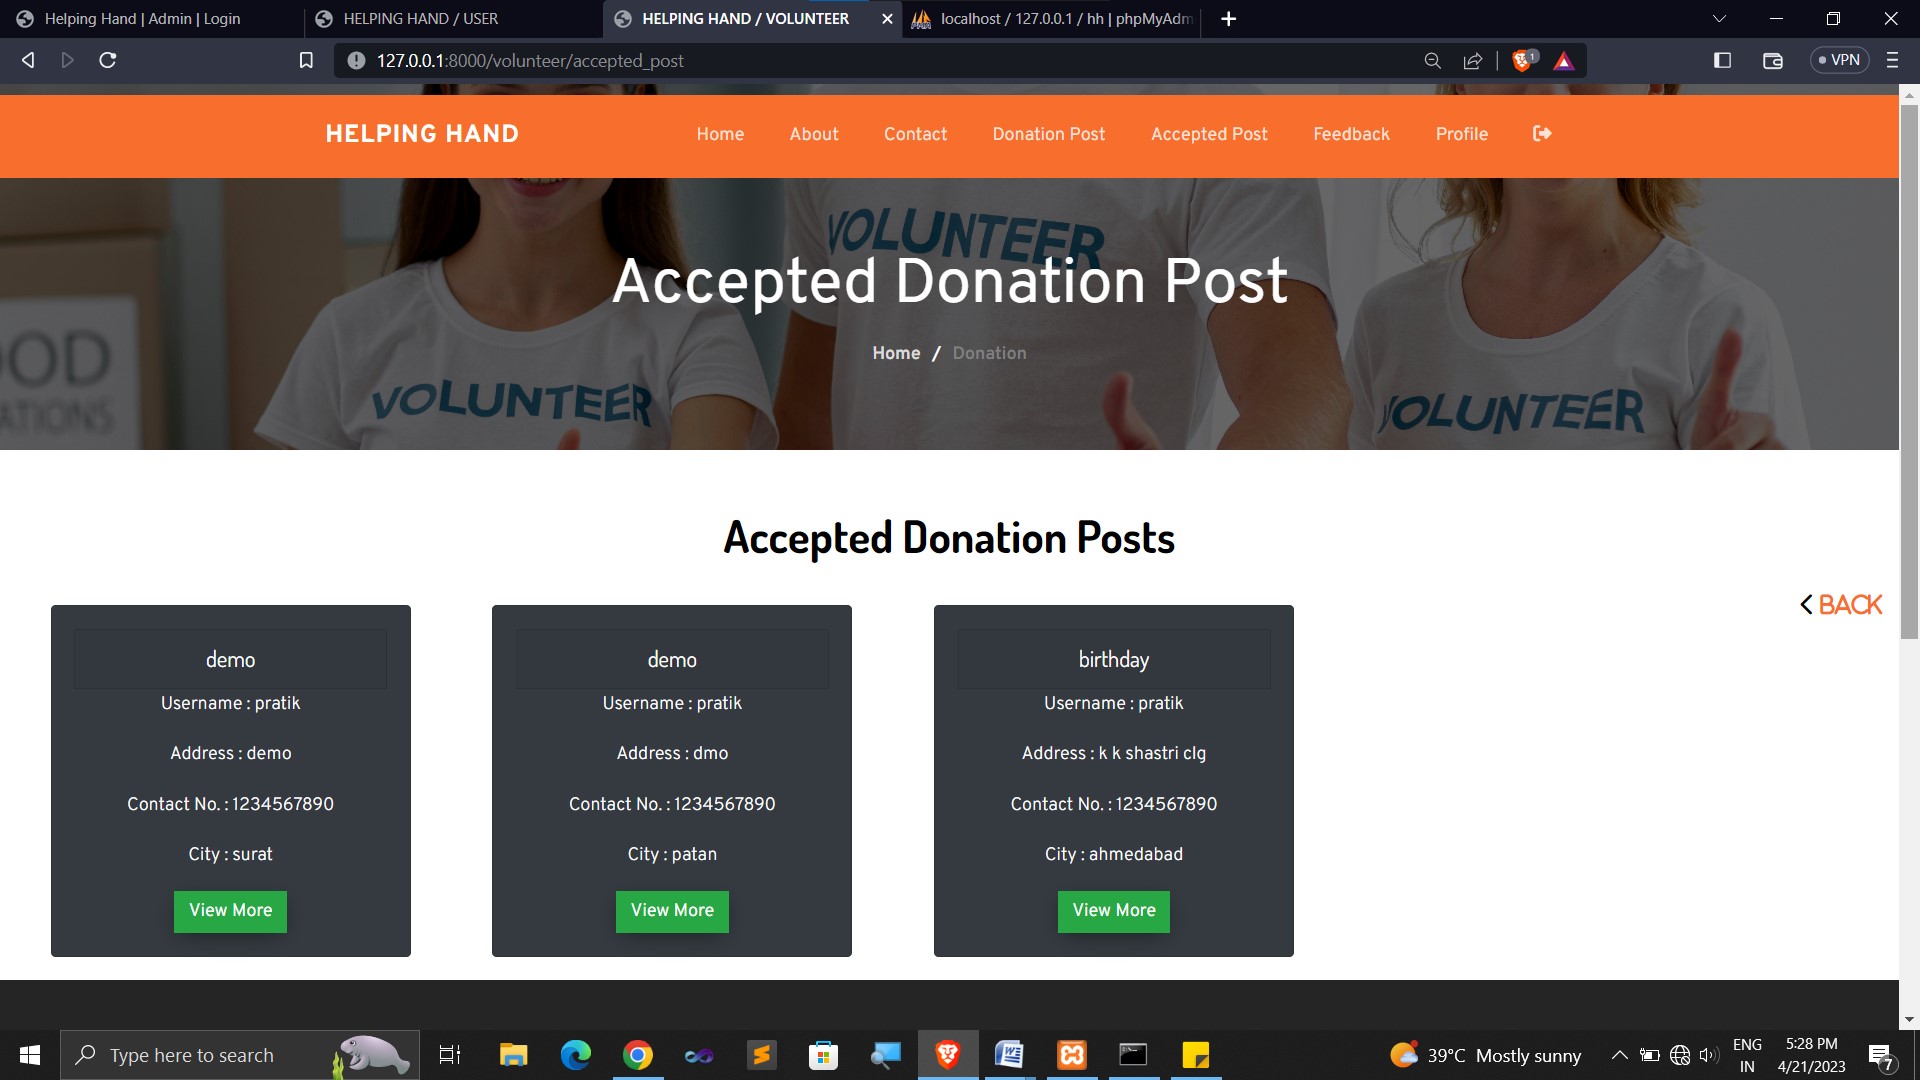 Helping Hand | Admin | Login
HELPING HAND / USER
HELPING HAND / VOLUNTEER
localhost / 127.0.0.1 / hh | phpMyAdm
127.0.0.1:8000/volunteer/accepted_post
1
VPN
HELPING HAND
Home
About
Contact
Donation Post
Accepted Post
Feedback
Profile
VOLUNTEER
Accepted Donation Post
Home / Donation
OOD
ATIONS
VOLUNTEER
VOLUNTEER
Accepted Donation Posts
BACK
demo
Username : pratik
Address : demo
Contact No. : 1234567890
City : surat
View More
demo
Username : pratik
Address : dmo
Contact No. : 1234567890
City : patan
View More
birthday
Username : pratik
Address : k k shastri clg
Contact No. : 1234567890
City : ahmedabad
View More
Type here to search
39°C Mostly sunny
ENG
IN
5:28 PM
4/21/2023
7